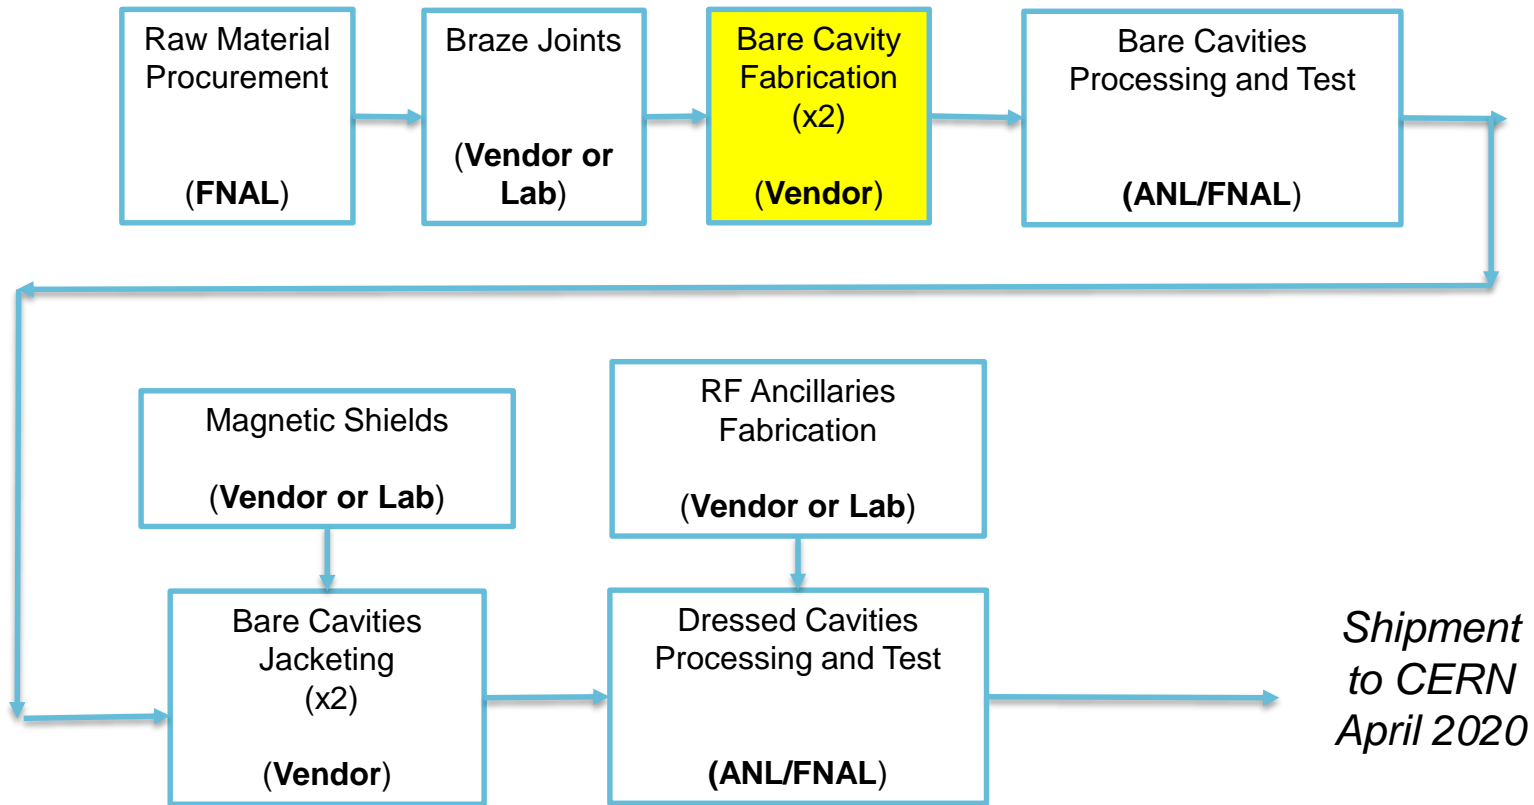 Raw Material
Procurement
(FNAL)
Braze Joints
(Vendor or
Lab)
Bare Cavity
Fabrication
(x2)
(Vendor)
Bare Cavities
Processing and Test
(ANL/FNAL)
Magnetic Shields
(Vendor or Lab)
RF Ancillaries
Fabrication
(Vendor or Lab)
Bare Cavities
Jacketing
(x2)
(Vendor)
Dressed Cavities
Processing and Test
(ANL/FNAL)
Shipment
to CERN
April 2020